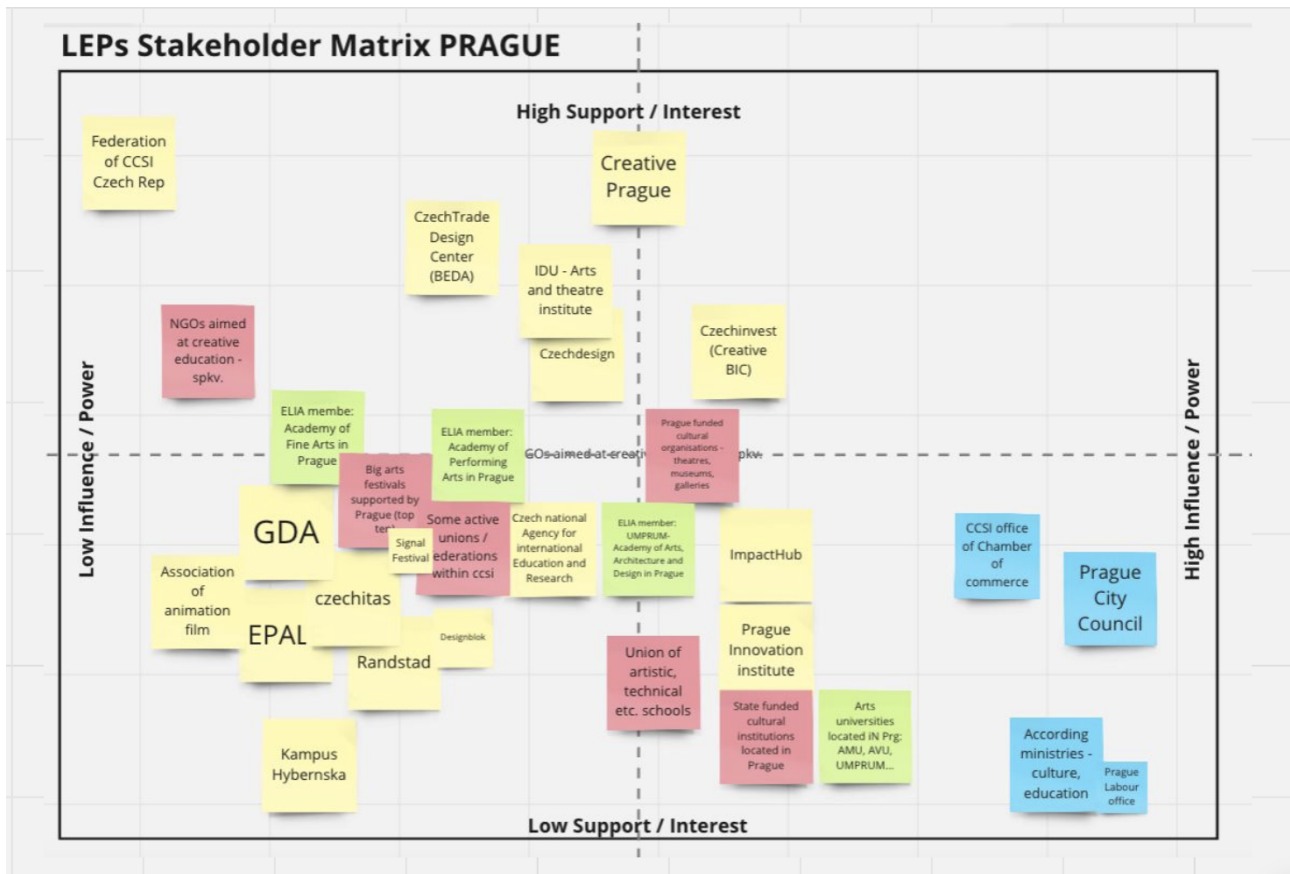 LEPs Stakeholder Matrix PRAGUE
High Support / Interest
Federation
of CCSI
Czech Rep
Creative
Prague
CzechTrade
Design
Center
(BEDA)
IDU - Arts
and theatre
institute
Czechdesign
Czechinvest
(Creative
BIC)
NGOs aimed
at creative
education -
spkv.
Low Influence / Power
High Influence / Power
ELIA membe:
Academy of
Fine Arts in
Prague
ELIA member:
Academy of
Performing
Arts in Prague
GOs aimed at creativ
pkv.
Prague funded
cultural
organisations -
theatres,
museums,
galleries
Big arts
festivals
supported by
Prague (top
ten)
Signal
Festival
Some active
unions /
ederations
within ccsi
Czech national
Agency for
international
Education and
Research
ELIA member:
UMPRUM-
Academy of Arts,
Architecture and
Design in Prague
ImpactHub
CCSI office
of Chamber
of
commerce
Prague
City
Council
GDA
Association
of
animation
film
czechitas
EPAL
Randstad
Designblok
Union of
artistic,
technical
etc. schools
Prague
Innovation
institute
State funded
cultural
institutions
located in
Prague
Arts
universities
located iN Prg:
AMU, AVU,
UMPRUM...
According
ministries -
culture,
education
Prague
Labour
office
Kampus
Hybernska
Low Support / Interest